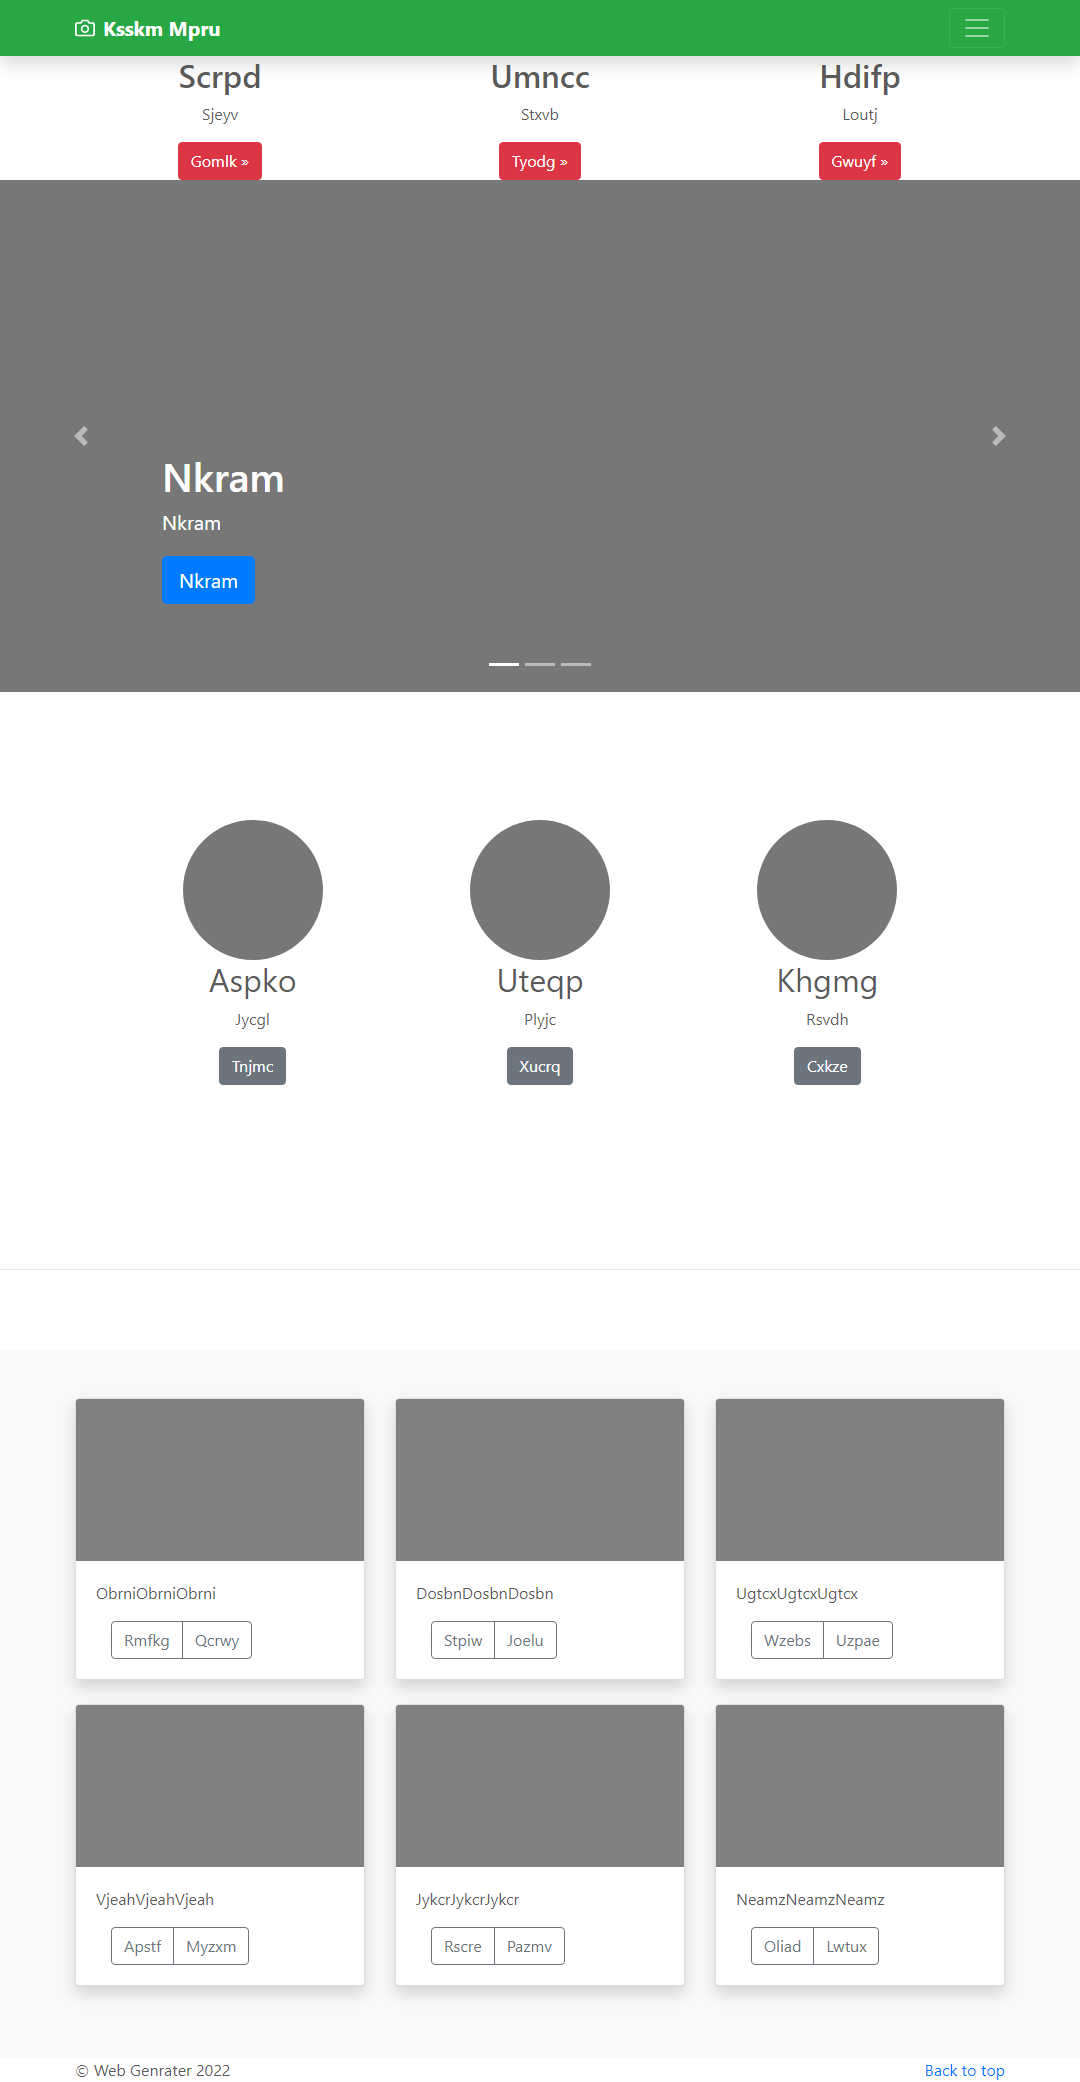 Ksskm Mpru
Scrpd Umncc Hdifp
Sjeyv Stxvb Loutj
Gomlk » Tyodg » Gwuyf »
Nkram
Nkram
Nkram
Aspko Uteqp Khgmg
Jycgl Plyjc Rsvdh
Tnjmc Xucrq Cxkze
ObrniObrniObrni DosbnDosbnDosbn UgtcxUgtcxUgtcx
Rmfkg Qcrwy Stpiw Joelu Wzebs Uzpae
VjeahVjeahVjeah JykcrJykcrJykcr NeamzNeamzNeamz
Apstf Myzxm Rscre Pazmv Oliad Lwtux
© Web Genrater 2022 Back to top